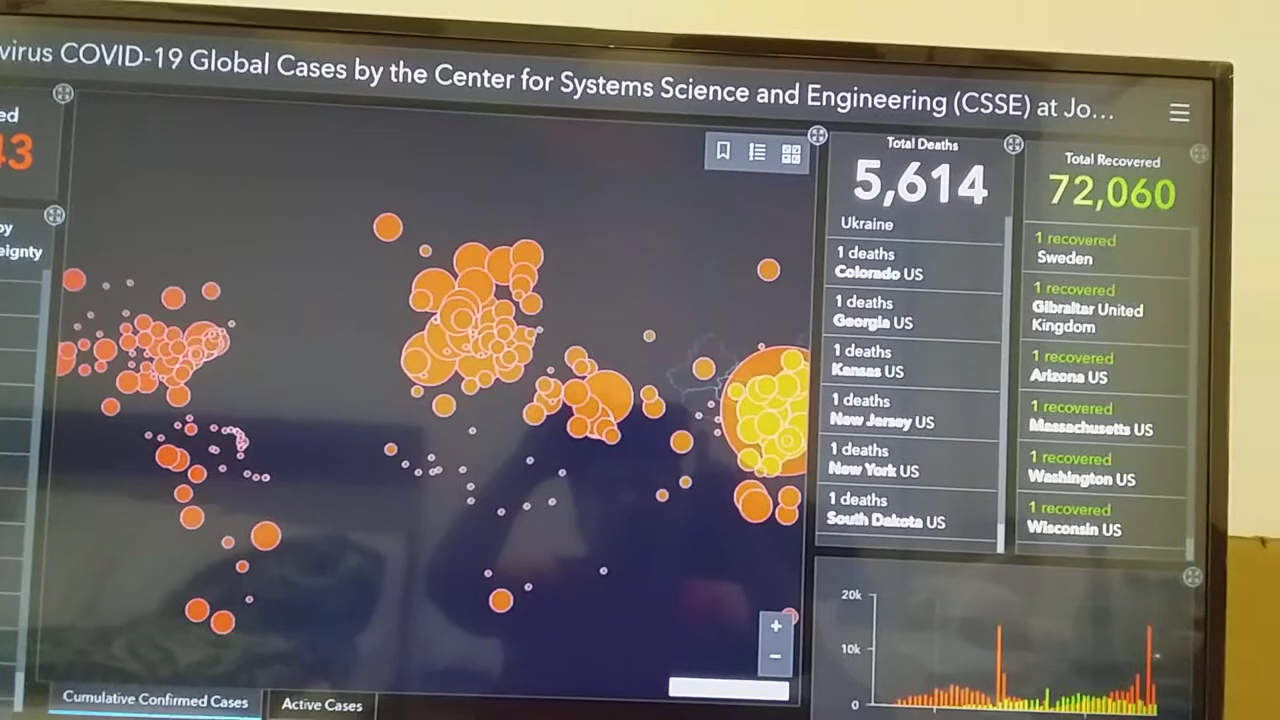 virus COVID-19 Global Cases by the Center for Systems Science and Engineering (CSSE) at Jo...
ed
43
by
eignty
Total Deaths
5,614
Ukraine
1 deaths
Colorado US
1 deaths
Georgia US
1 deaths
Kansas US
1 deaths
New Jersey US
1 deaths
New York US
1 deaths
South Dakota US
Total Recovered
72,060
1 recovered
Sweden
1 recovered
Gibraltar United
Kingdom
1 recovered
Arizona US
1 recovered
Massachusetts US
1 recovered
Washington US
1 recovered
Wisconsin US
+
−
20k
10k
0
Cumulative Confirmed Cases
Active Cases